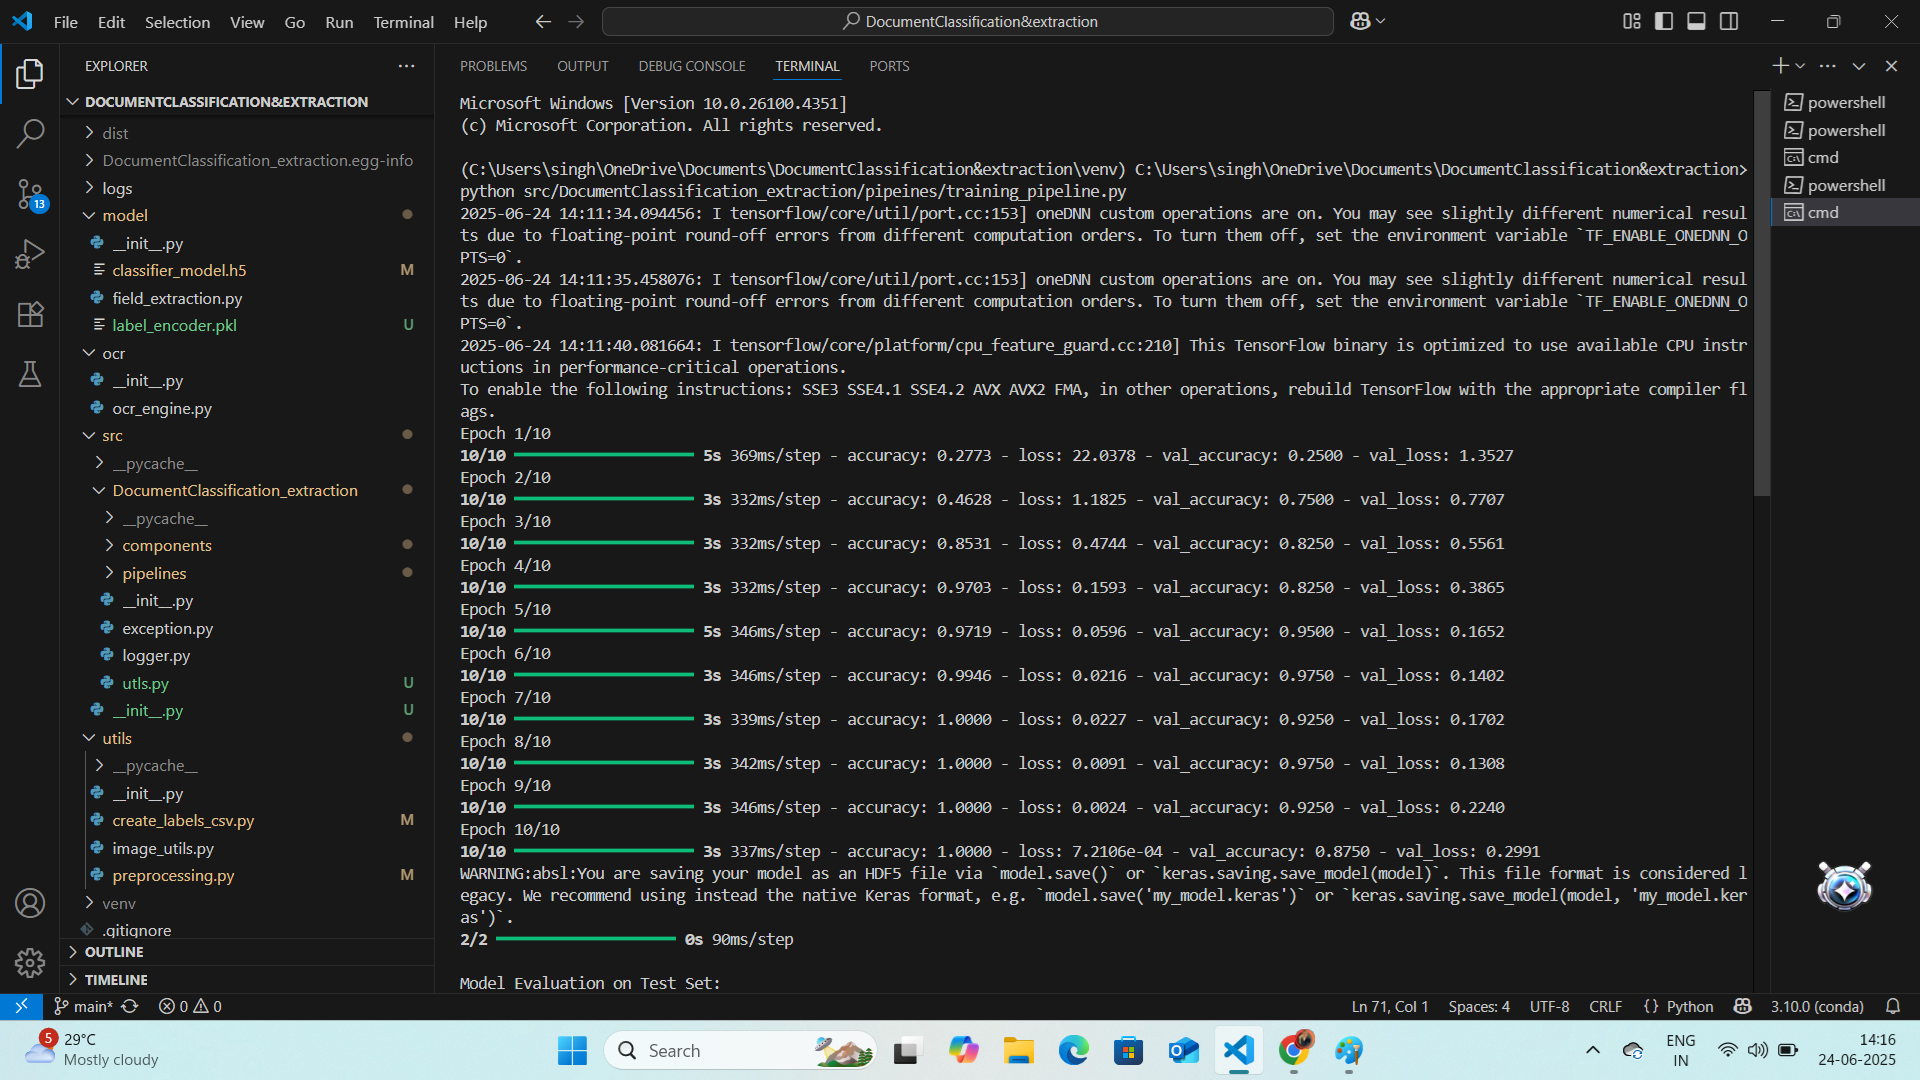 File Edit Selection View Go Run Terminal Help
DocumentClassification&extraction
EXPLORER
DOCUMENTCLASSIFICATION&EXTRACTION
dist
DocumentClassification_extraction.egg-info
logs
model
__init__.py
classifier_model.h5 M
field_extraction.py
label_encoder.pkl U
ocr
__init__.py
ocr_engine.py
src
__pycache__
DocumentClassification_extraction
__pycache__
components
pipelines
__init__.py
exception.py
logger.py
utls.py U
__init__.py U
utils
__pycache__
__init__.py
create_labels_csv.py M
image_utils.py
preprocessing.py M
venv
.gitignore
OUTLINE
TIMELINE
13
PROBLEMS OUTPUT DEBUG CONSOLE TERMINAL PORTS
Microsoft Windows [Version 10.0.26100.4351]
(c) Microsoft Corporation. All rights reserved.
(C:\Users\singh\OneDrive\Documents\DocumentClassification&extraction\venv) C:\Users\singh\OneDrive\Documents\DocumentClassification&extraction>
python src/DocumentClassification_extraction/pipeines/training_pipeline.py
2025-06-24 14:11:34.094456: I tensorflow/core/util/port.cc:153] oneDNN custom operations are on. You may see slightly different numerical resul
ts due to floating-point round-off errors from different computation orders. To turn them off, set the environment variable `TF_ENABLE_ONEDNN_O
PTS=0`.
2025-06-24 14:11:35.458076: I tensorflow/core/util/port.cc:153] oneDNN custom operations are on. You may see slightly different numerical resul
ts due to floating-point round-off errors from different computation orders. To turn them off, set the environment variable `TF_ENABLE_ONEDNN_O
PTS=0`.
2025-06-24 14:11:40.081664: I tensorflow/core/platform/cpu_feature_guard.cc:210] This TensorFlow binary is optimized to use available CPU instr
uctions in performance-critical operations.
To enable the following instructions: SSE3 SSE4.1 SSE4.2 AVX AVX2 FMA, in other operations, rebuild TensorFlow with the appropriate compiler fl
ags.
Epoch 1/10
10/10 5s 369ms/step - accuracy: 0.2773 - loss: 22.0378 - val_accuracy: 0.2500 - val_loss: 1.3527
Epoch 2/10
10/10 3s 332ms/step - accuracy: 0.4628 - loss: 1.1825 - val_accuracy: 0.7500 - val_loss: 0.7707
Epoch 3/10
10/10 3s 332ms/step - accuracy: 0.8531 - loss: 0.4744 - val_accuracy: 0.8250 - val_loss: 0.5561
Epoch 4/10
10/10 3s 332ms/step - accuracy: 0.9703 - loss: 0.1593 - val_accuracy: 0.8250 - val_loss: 0.3865
Epoch 5/10
10/10 5s 346ms/step - accuracy: 0.9719 - loss: 0.0596 - val_accuracy: 0.9500 - val_loss: 0.1652
Epoch 6/10
10/10 3s 346ms/step - accuracy: 0.9946 - loss: 0.0216 - val_accuracy: 0.9750 - val_loss: 0.1402
Epoch 7/10
10/10 3s 339ms/step - accuracy: 1.0000 - loss: 0.0227 - val_accuracy: 0.9250 - val_loss: 0.1702
Epoch 8/10
10/10 3s 342ms/step - accuracy: 1.0000 - loss: 0.0091 - val_accuracy: 0.9750 - val_loss: 0.1308
Epoch 9/10
10/10 3s 346ms/step - accuracy: 1.0000 - loss: 0.0024 - val_accuracy: 0.9250 - val_loss: 0.2240
Epoch 10/10
10/10 3s 337ms/step - accuracy: 1.0000 - loss: 7.2106e-04 - val_accuracy: 0.8750 - val_loss: 0.2991
WARNING:absl:You are saving your model as an HDF5 file via `model.save()` or `keras.saving.save_model(model)`. This file format is considered l
egacy. We recommend using instead the native Keras format, e.g. `model.save('my_model.keras')` or `keras.saving.save_model(model, 'my_model.ker
as')`.
2/2 0s 90ms/step
Model Evaluation on Test Set:
powershell
powershell
cmd
powershell
cmd
main* 0 0 Ln 71, Col 1 Spaces: 4 UTF-8 CRLF {} Python 3.10.0 (conda)
5
29°C
Mostly cloudy
Search
ENG
IN
14:16
24-06-2025